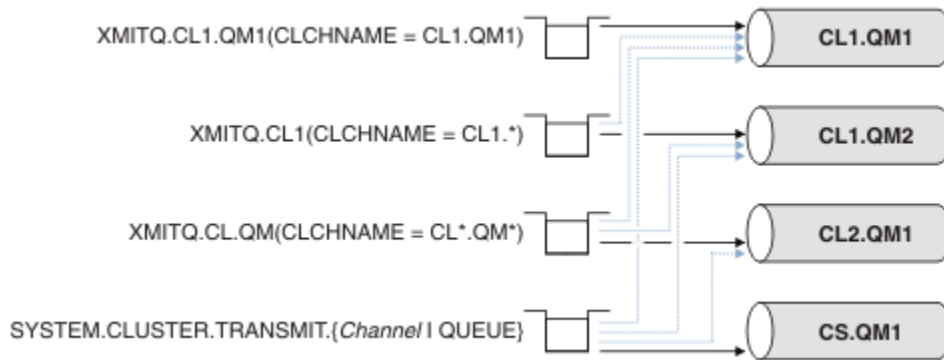 XMITQ.CL1.QM1(CLCHNAME = CL1.QM1)
CL1.QM1
XMITQ.CL1(CLCHNAME = CL1.*)
CL1.QM2
XMITQ.CL.QM(CLCHNAME = CL*.QM*)
CL2.QM1
SYSTEM.CLUSTER.TRANSMIT.{Channel | QUEUE}
CS.QM1